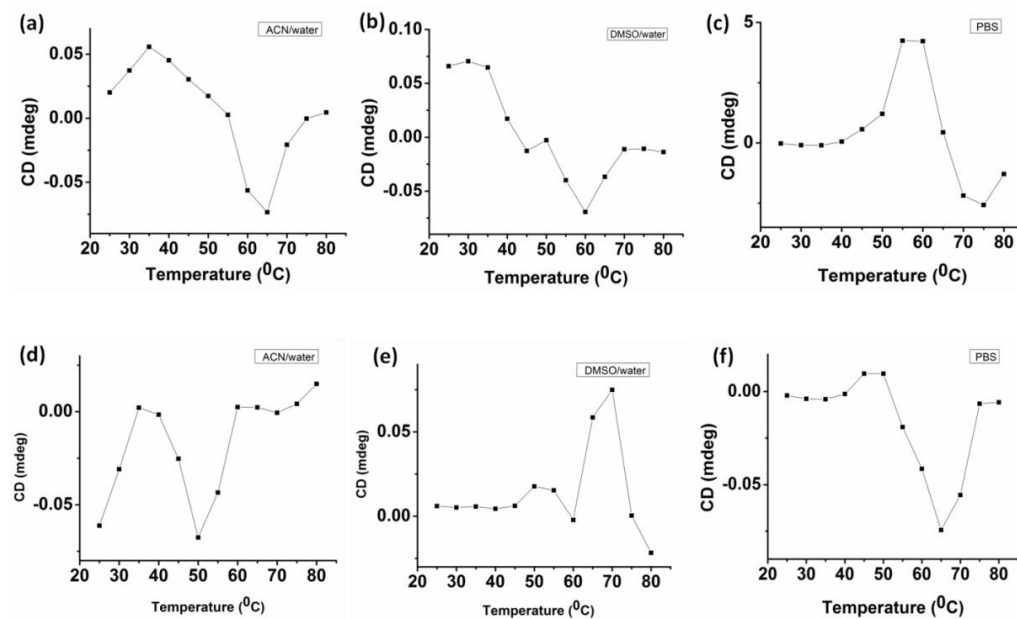 (a)
ACN/water
0.05
0.00
-0.05
CD (mdeg)
20 30 40 50 60 70 80
Temperature (⁰C)
(b)
DMSO/water
0.10
0.05
0.00
-0.05
CD (mdeg)
20 30 40 50 60 70 80
Temperature (⁰C)
(c)
PBS
5
0
CD (mdeg)
20 30 40 50 60 70 80
Temperature (⁰C)
(d)
ACN/water
0.00
-0.05
CD (mdeg)
20 30 40 50 60 70 80
Temperature (⁰C)
(e)
DMSO/water
0.05
0.00
CD (mdeg)
20 30 40 50 60 70 80
Temperature (⁰C)
(f)
PBS
0.00
-0.05
CD (mdeg)
20 30 40 50 60 70 80
Temperature (⁰C)